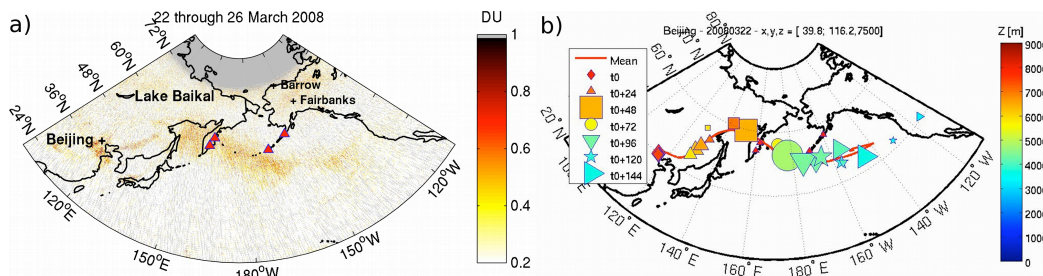 a)
22 through 26 March 2008
DU
72°N
60°N
48°N
36°N
24°N
Lake Baikal
+ Barrow
+ Fairbanks
Beijing +
120°E
150°E
180°W
150°W
120°W
1
0.8
0.6
0.4
0.2
b)
Beijing - 20080322 - x,y,z = [ 39.8; 116.2,7500]
Z [m]
Mean
t0
t0+24
t0+48
t0+72
t0+96
t0+120
t0+144
80°N
60°N
20°N
120°E
140°E
160°E
180°E
160°W
140°W
120°W
9000
8000
7000
6000
5000
4000
3000
2000
1000
0